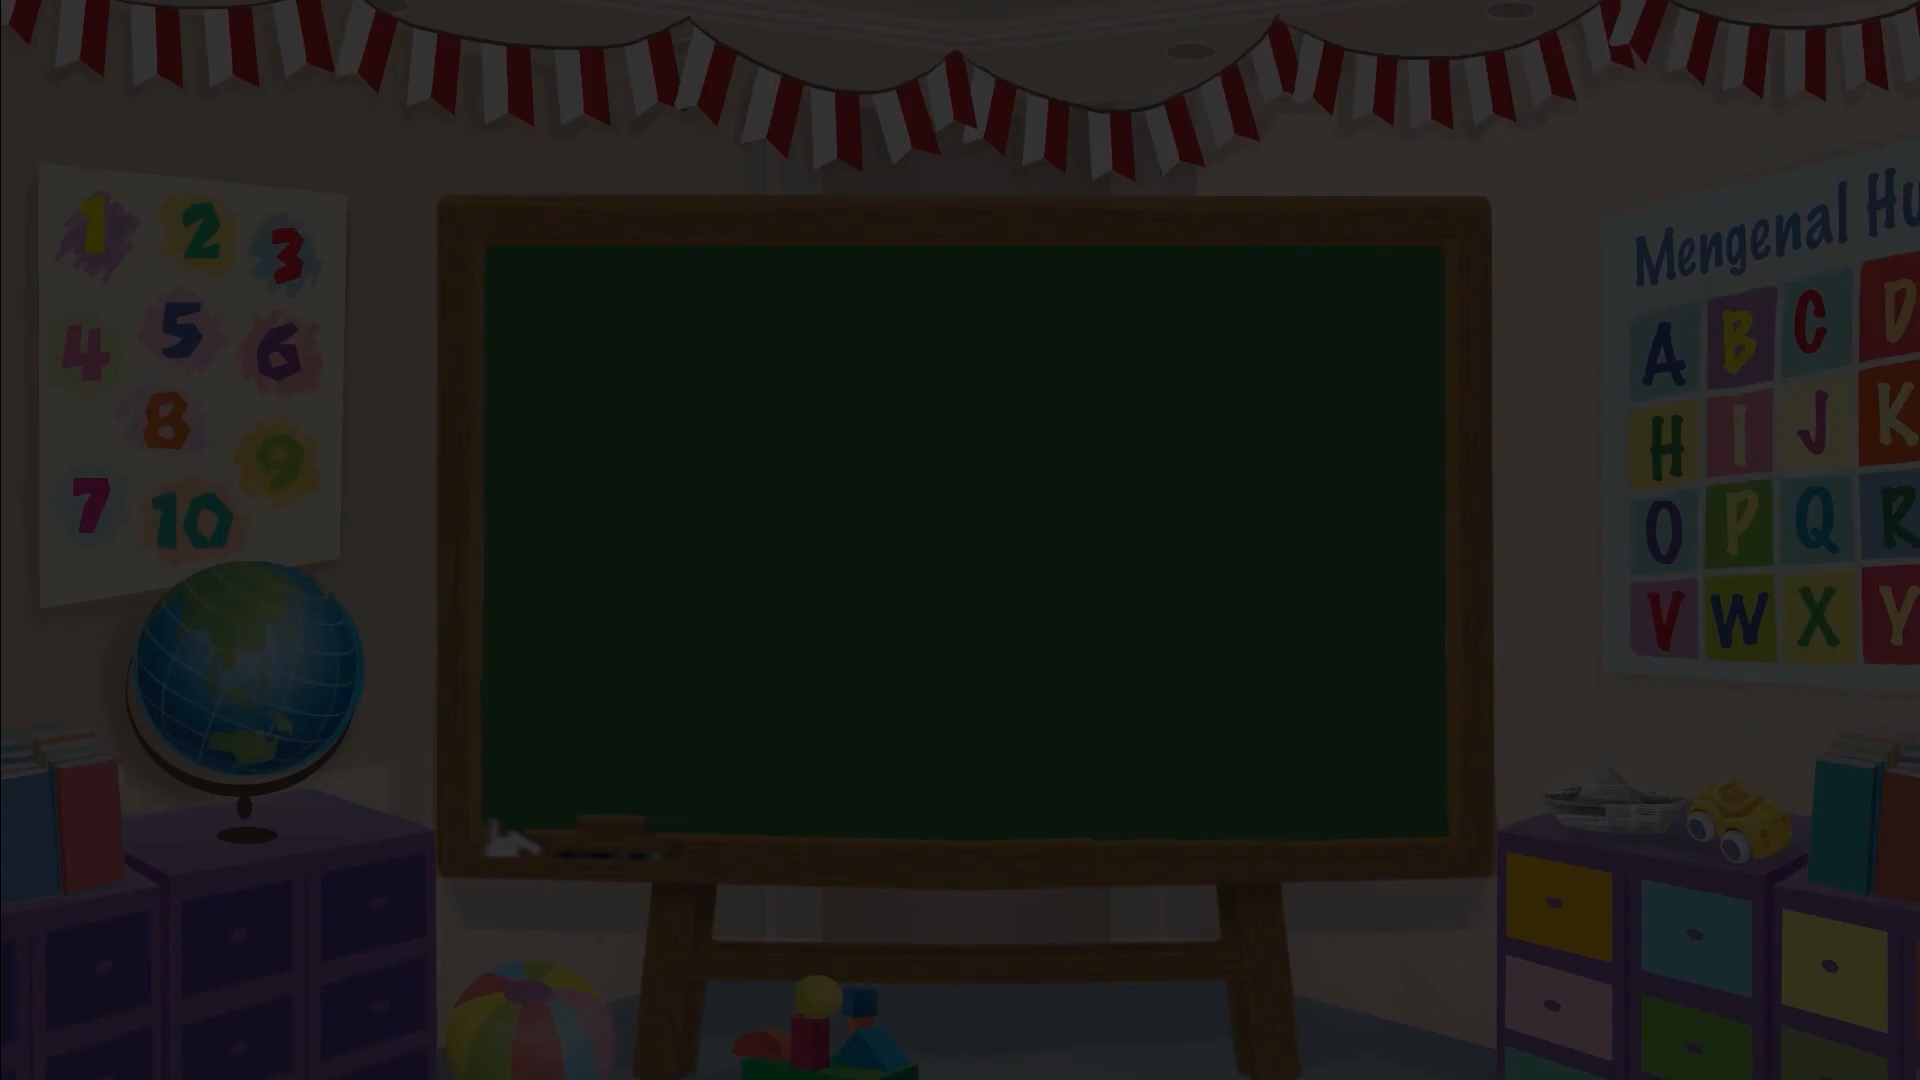 1 2 3
4 5 6
8 9
7 10
Mengenal Hu
A B C D
H I J K
O P Q R
V W X Y